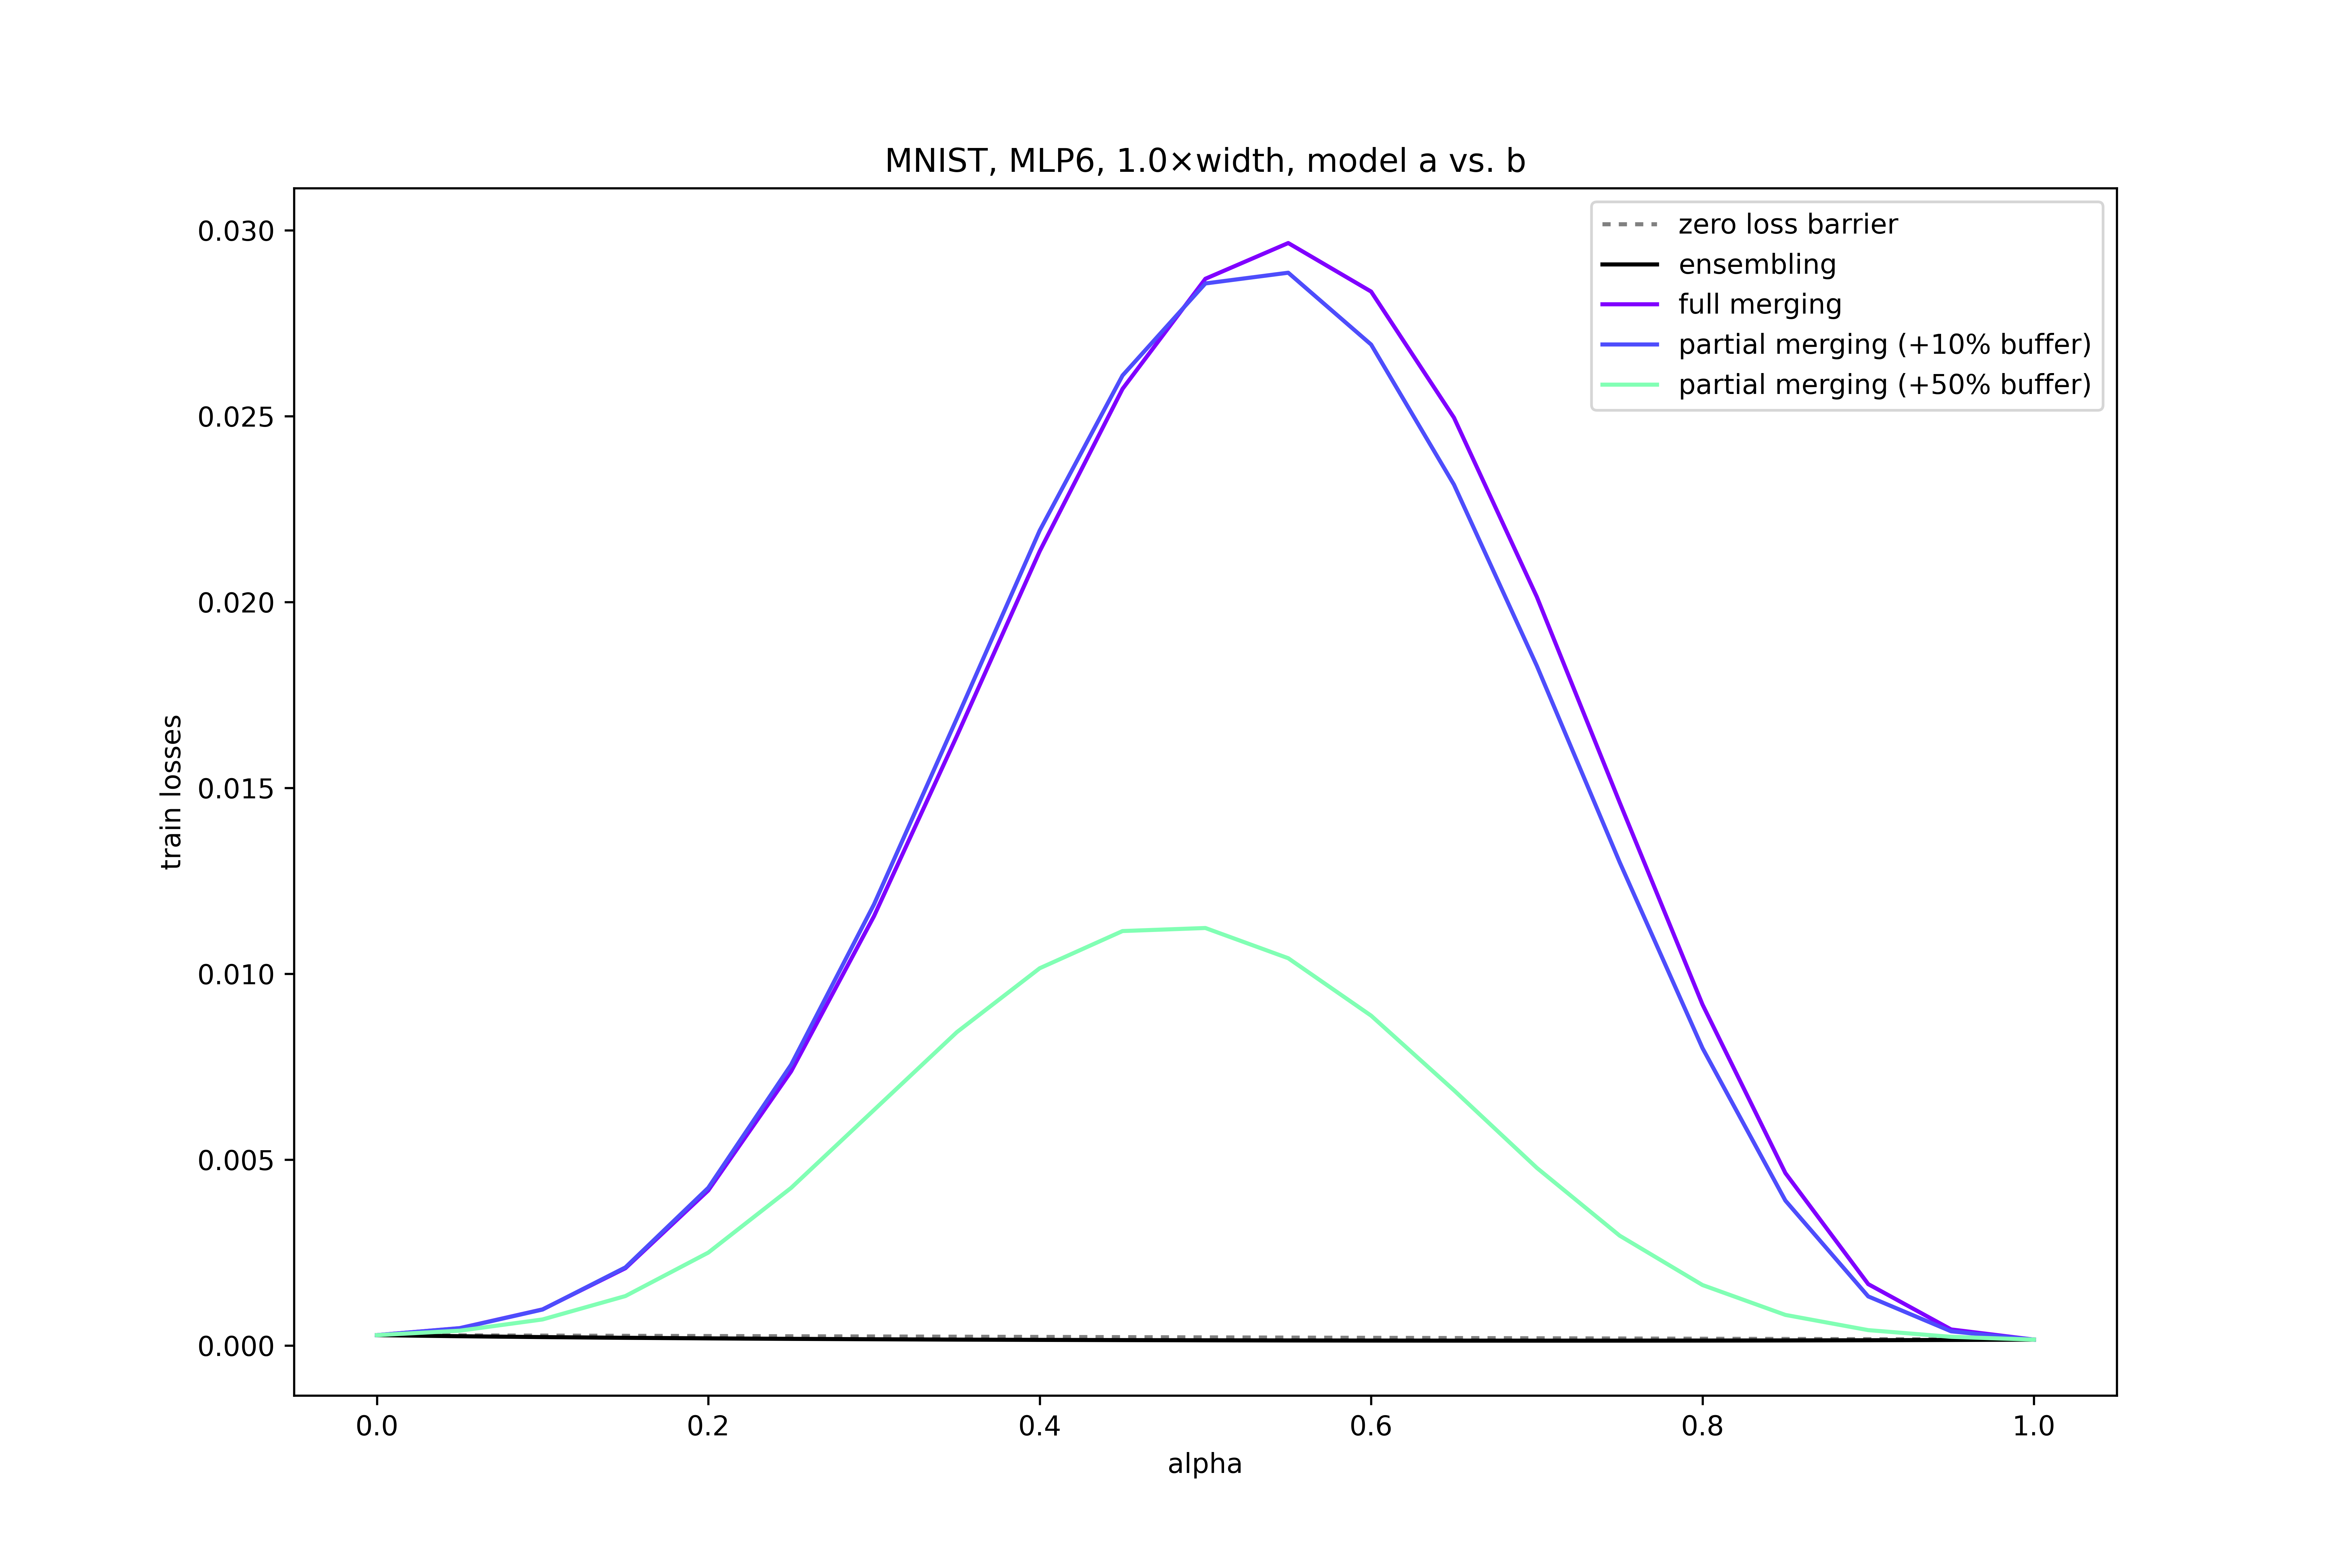 MNIST, MLP6, 1.0×width, model a vs. b
zero loss barrier
ensembling
full merging
partial merging (+10% buffer)
partial merging (+50% buffer)
train losses
0.030
0.025
0.020
0.015
0.010
0.005
0.000
0.0 0.2 0.4 0.6 0.8 1.0
alpha